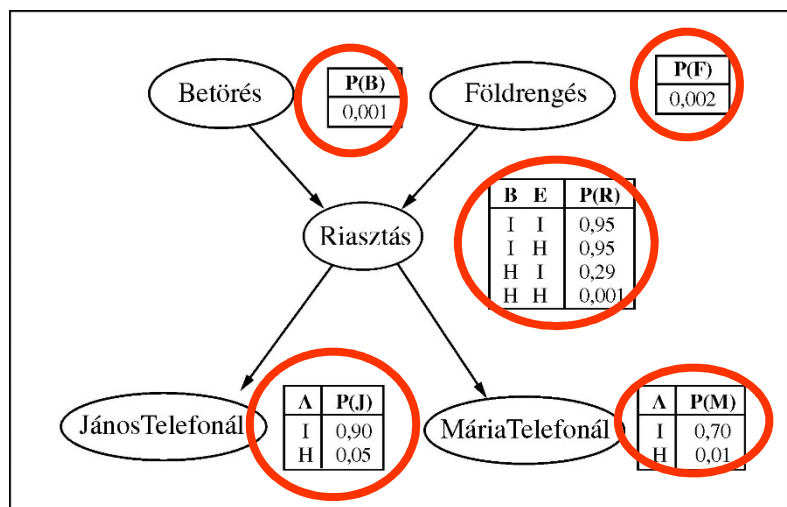 Betörés
P(B)
0,001
Földrengés
P(F)
0,002
Riasztás
B E P(R)
I I 0,95
I H 0,95
H I 0,29
H H 0,001
JánosTelefonál
A P(J)
I 0,90
H 0,05
MáriaTelefonál
A P(M)
I 0,70
H 0,01